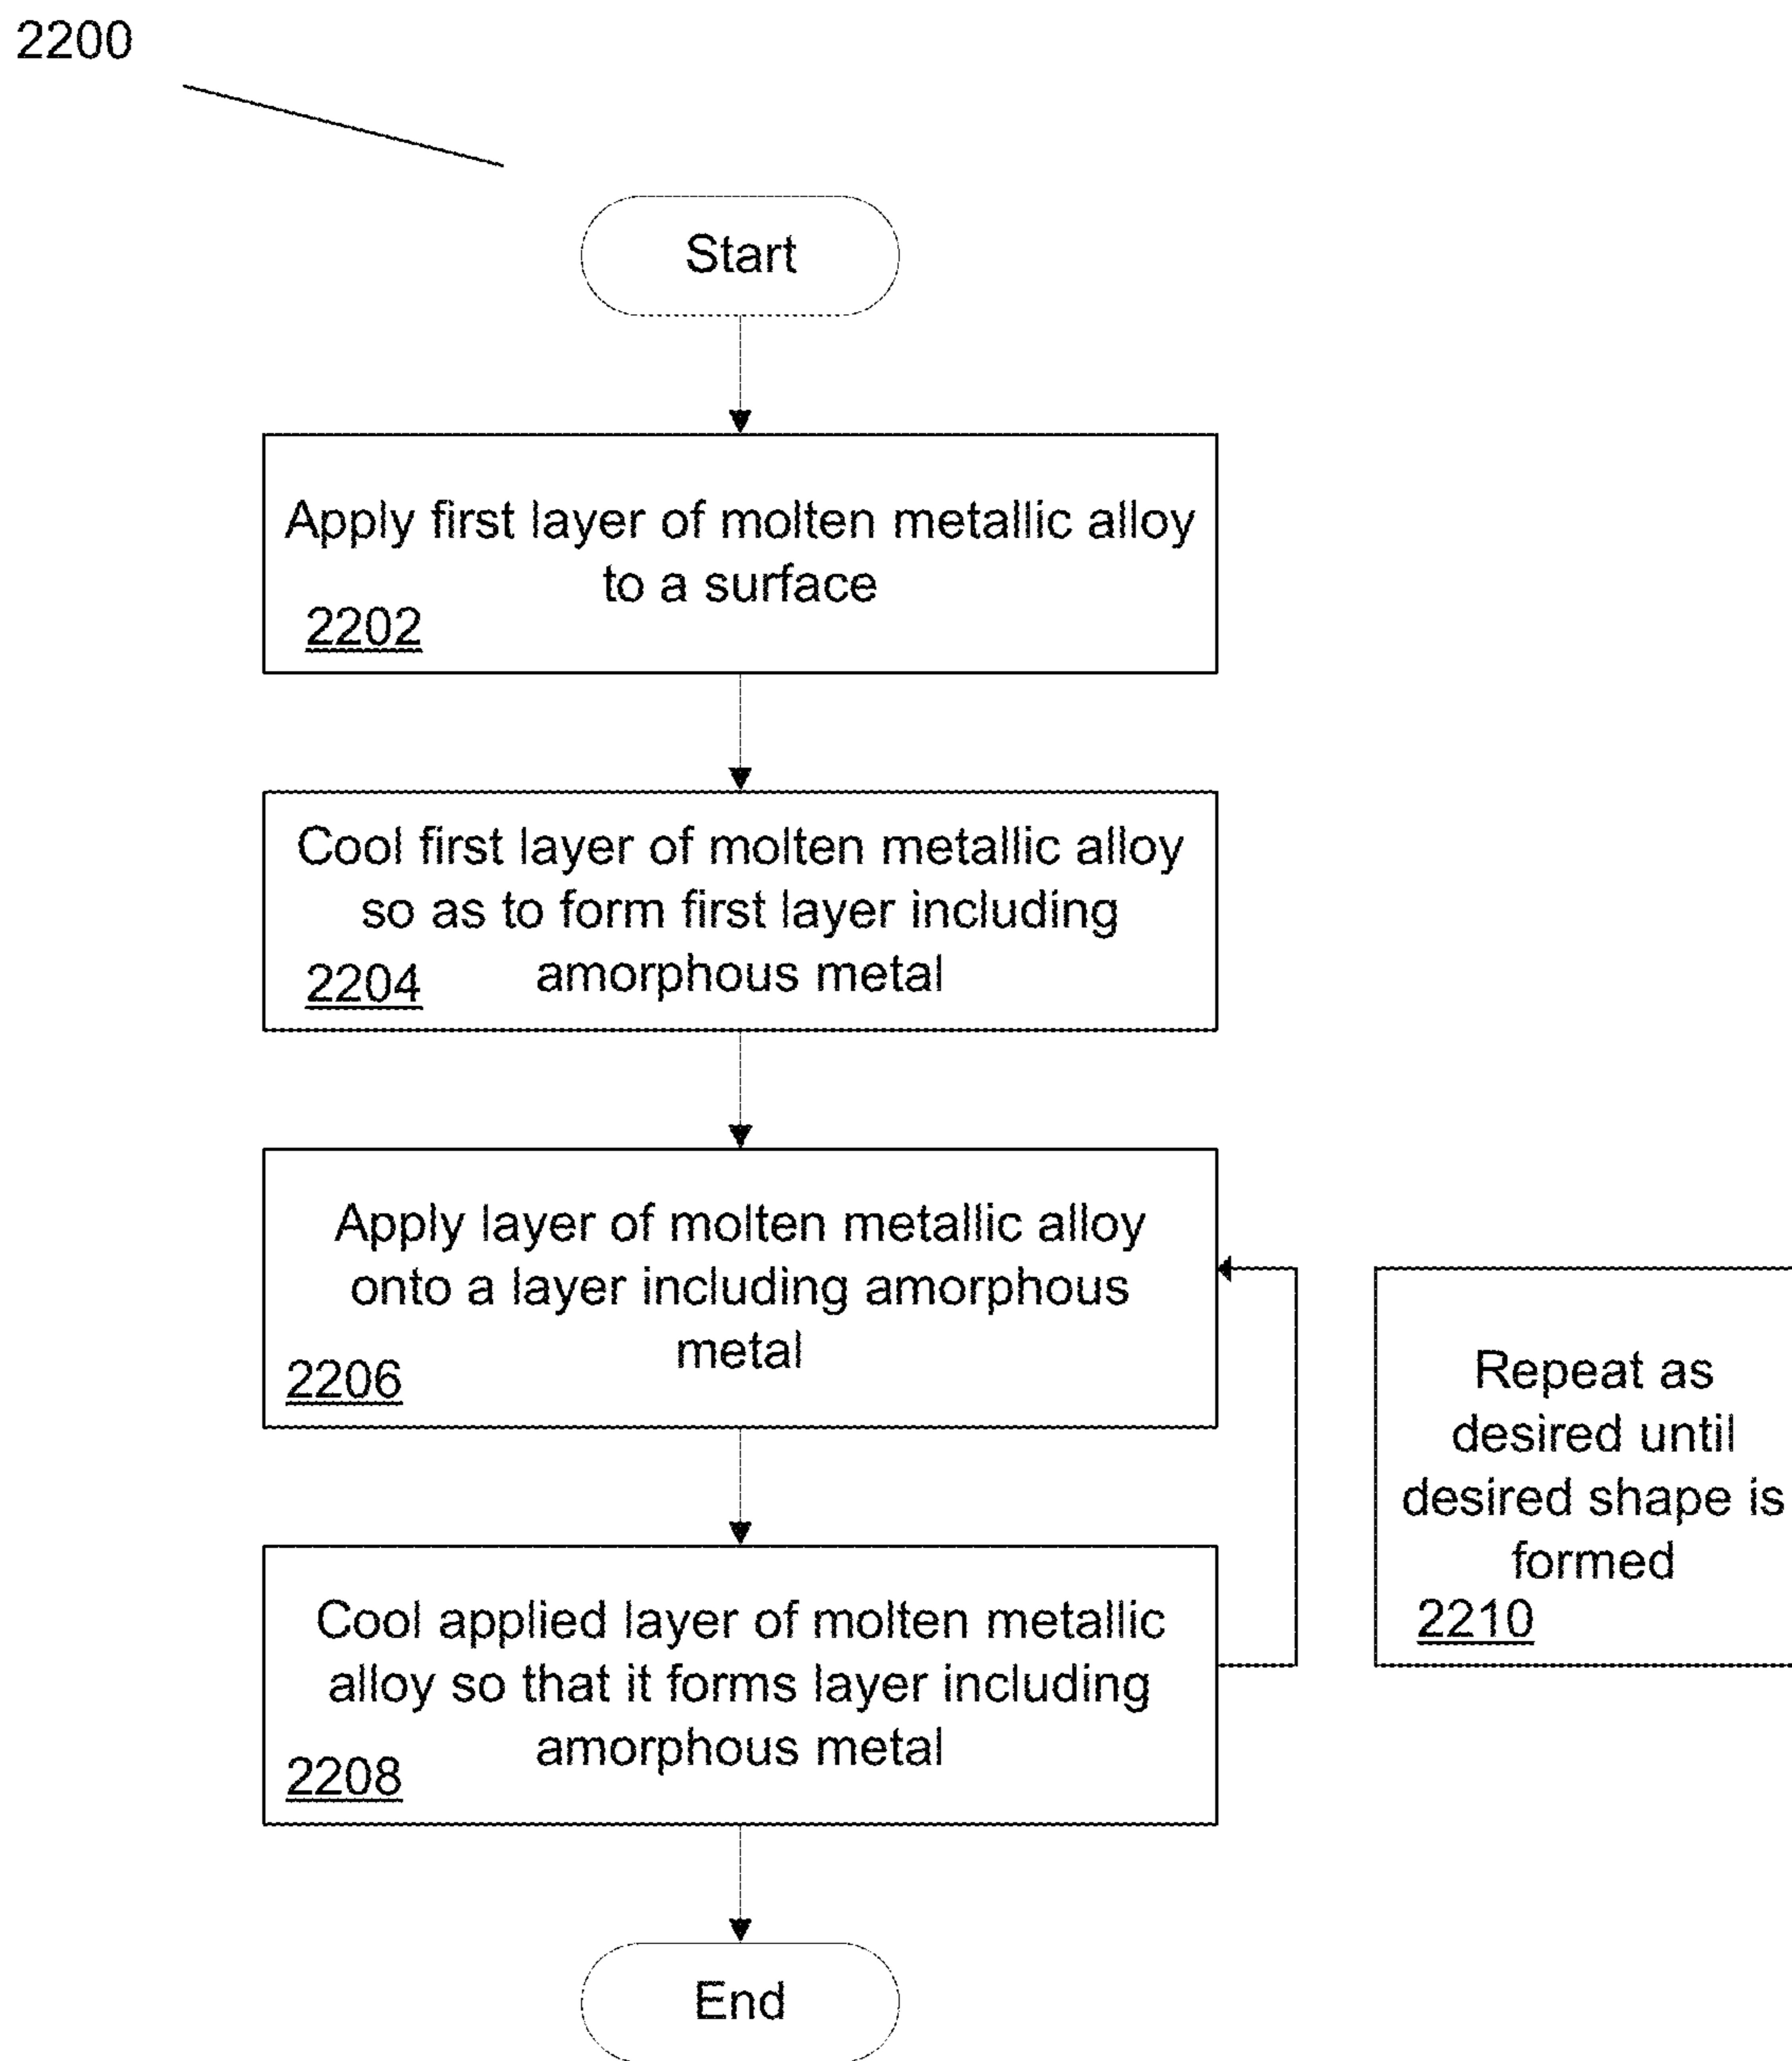 2200
Start
Apply first layer of molten metallic alloy
to a surface
2202
Cool first layer of molten metallic alloy
so as to form first layer including
amorphous metal
2204
Apply layer of molten metallic alloy
onto a layer including amorphous
metal
2206
Repeat as
desired until
desired shape is
formed
2210
Cool applied layer of molten metallic
alloy so that it forms layer including
amorphous metal
2208
End